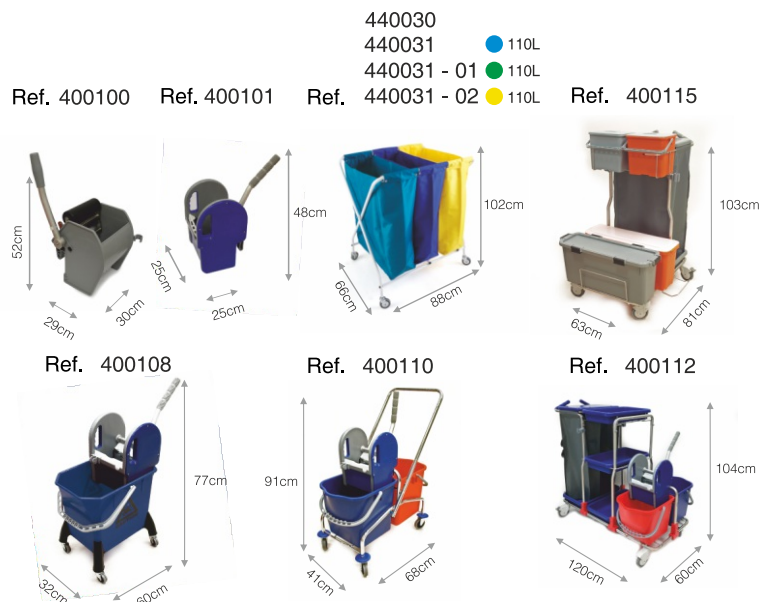 440030
440031 110L
440031 - 01 110L
Ref. 400100 Ref. 400101 Ref. 440031 - 02 110L Ref. 400115
52cm
29cm
30cm
48cm
25cm
25cm
102cm
66cm
88cm
103cm
63cm
81cm
Ref. 400108 Ref. 400110 Ref. 400112
77cm
32cm
60cm
91cm
41cm
68cm
104cm
120cm
60cm